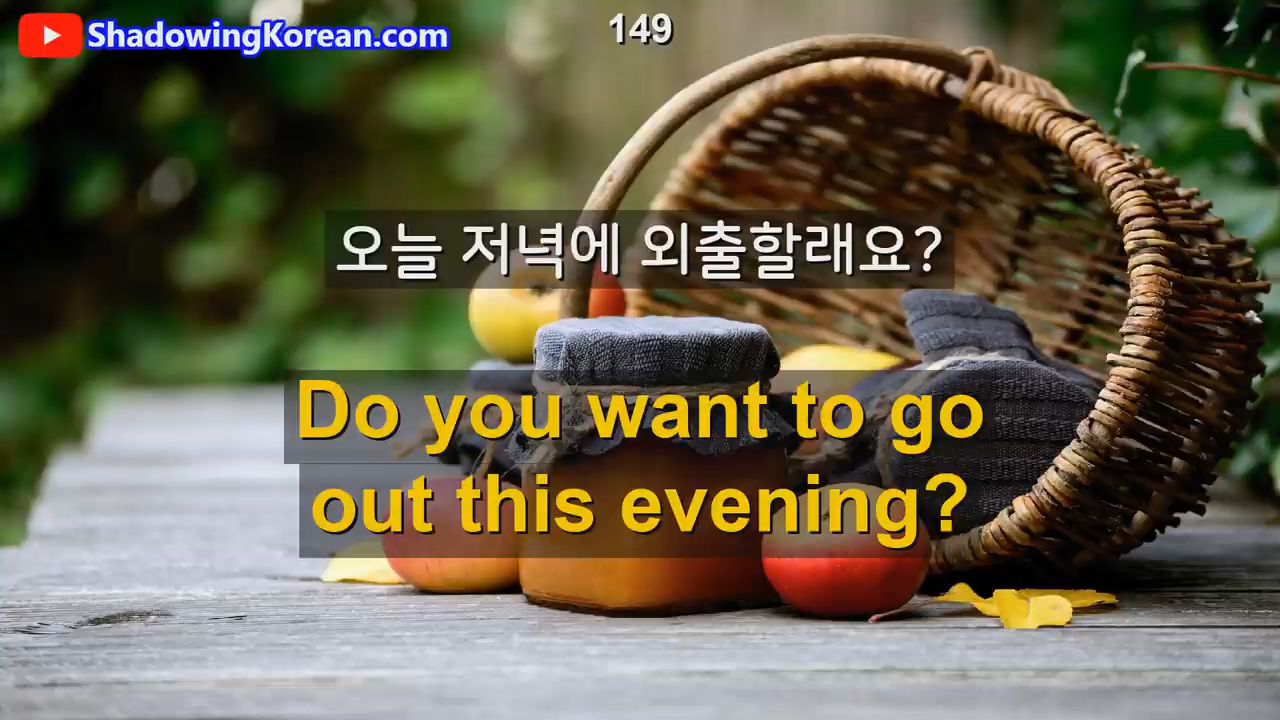 ShadowingKorean.com
149
오늘 저녁에 외출할래요?
Do you want to go
out this evening?